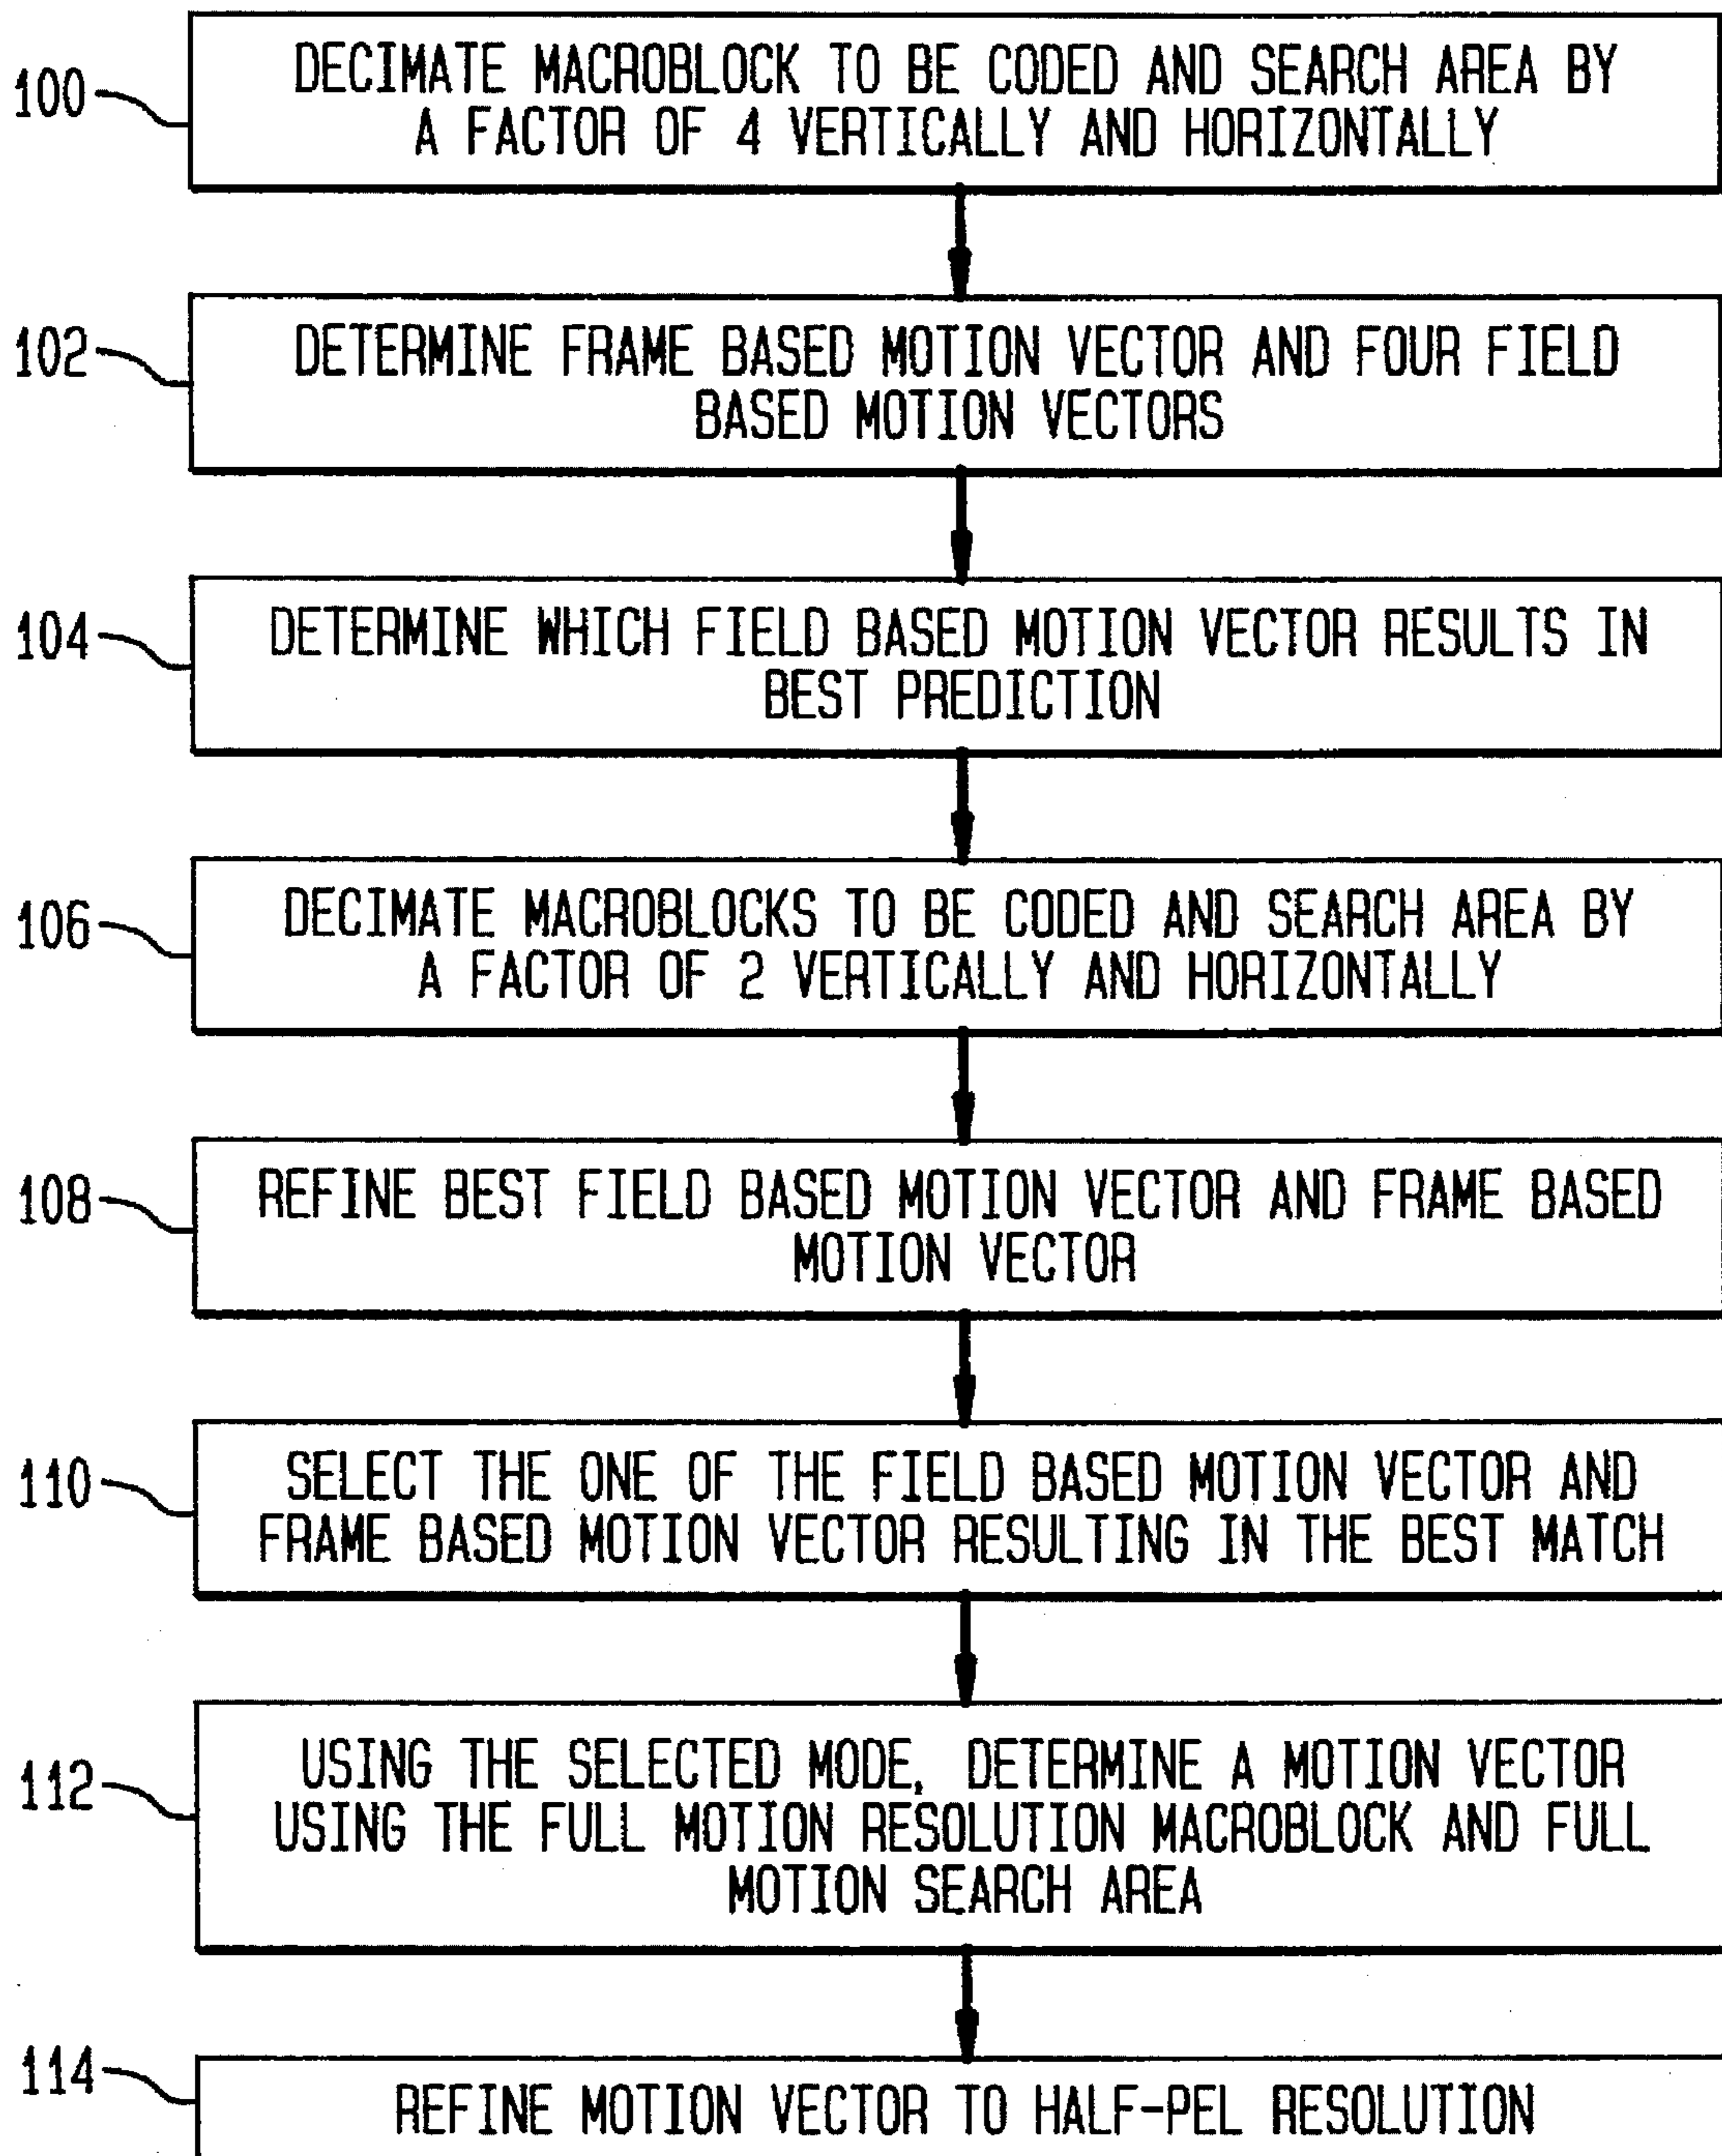 100
DECIMATE MACROBLOCK TO BE CODED AND SEARCH AREA BY
A FACTOR OF 4 VERTICALLY AND HORIZONTALLY
102
DETERMINE FRAME BASED MOTION VECTOR AND FOUR FIELD
BASED MOTION VECTORS
104
DETERMINE WHICH FIELD BASED MOTION VECTOR RESULTS IN
BEST PREDICTION
106
DECIMATE MACROBLOCKS TO BE CODED AND SEARCH AREA BY
A FACTOR OF 2 VERTICALLY AND HORIZONTALLY
108
REFINE BEST FIELD BASED MOTION VECTOR AND FRAME BASED
MOTION VECTOR
110
SELECT THE ONE OF THE FIELD BASED MOTION VECTOR AND
FRAME BASED MOTION VECTOR RESULTING IN THE BEST MATCH
112
USING THE SELECTED MODE, DETERMINE A MOTION VECTOR
USING THE FULL MOTION RESOLUTION MACROBLOCK AND FULL
MOTION SEARCH AREA
114
REFINE MOTION VECTOR TO HALF-PEL RESOLUTION